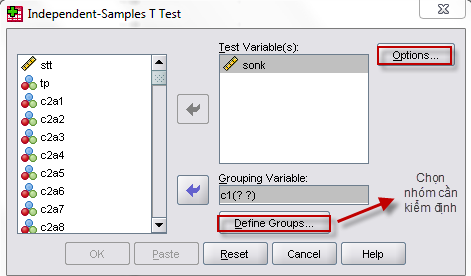 Independent-Samples T Test
stt
tp
c2a1
c2a2
c2a3
c2a4
c2a5
c2a6
c2a7
c2a8
Test Variable(s):
sonk
Options...
Grouping Variable:
c1(? ?)
Define Groups...
Chọn
nhóm cần
kiểm định
OK
Paste
Reset
Cancel
Help